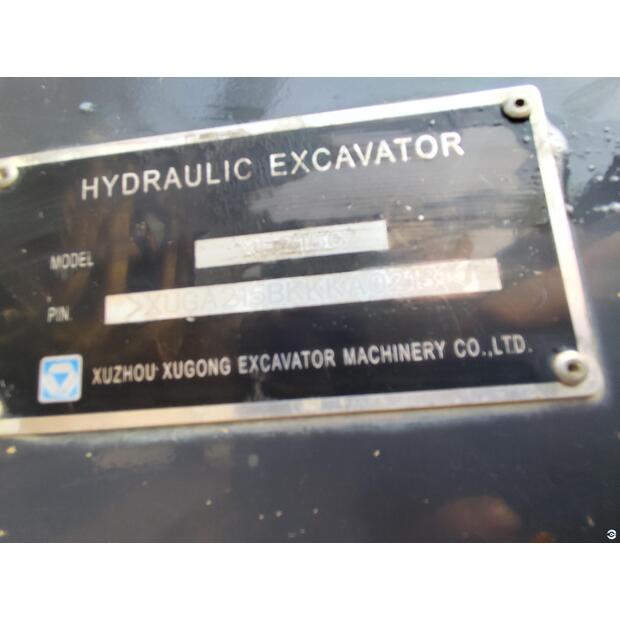 HYDRAULIC EXCAVATOR
MODEL
PIN.
XUZHOU XUGONG EXCAVATOR MACHINERY CO.,LTD.